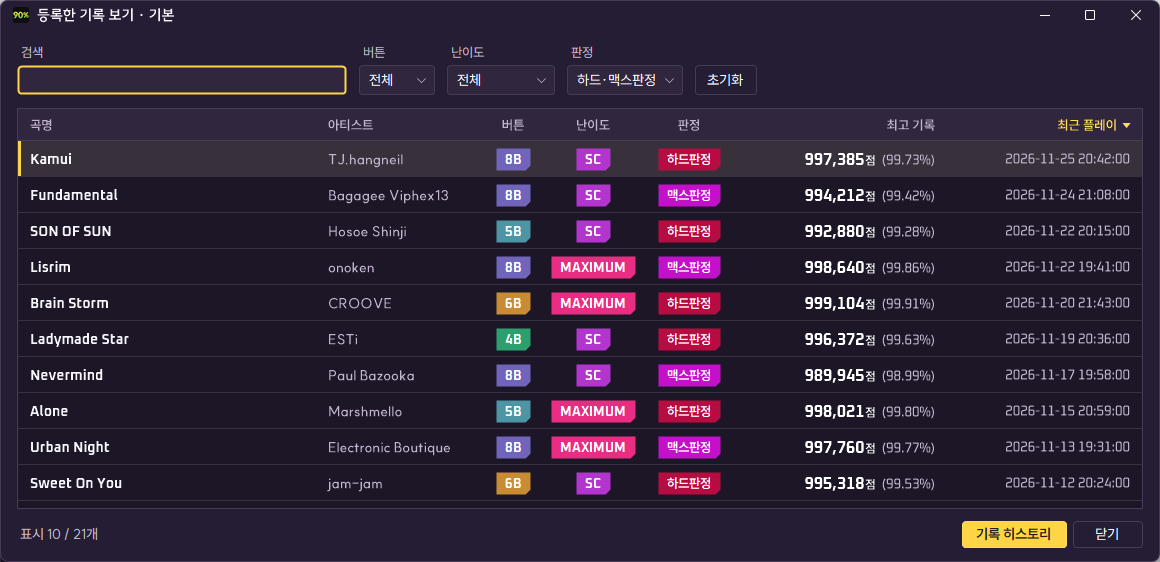 90% 등록한 기록 보기 · 기본
검색 버튼 난이도 판정
전체 전체 하드·맥스판정 초기화
곡명 아티스트 버튼 난이도 판정 최고 기록 최근 플레이
Kamui TJ.hangneil 8B SC 하드판정 997,385점 (99.73%) 2026-11-25 20:42:00
Fundamental Bagagee Viphex13 8B SC 맥스판정 994,212점 (99.42%) 2026-11-24 21:08:00
SON OF SUN Hosoe Shinji 5B SC 하드판정 992,880점 (99.28%) 2026-11-22 20:15:00
Lisrim onoken 8B MAXIMUM 맥스판정 998,640점 (99.86%) 2026-11-22 19:41:00
Brain Storm CROOVE 6B MAXIMUM 하드판정 999,104점 (99.91%) 2026-11-20 21:43:00
Ladymade Star ESTi 4B SC 하드판정 996,372점 (99.63%) 2026-11-19 20:36:00
Nevermind Paul Bazooka 8B SC 맥스판정 989,945점 (98.99%) 2026-11-17 19:58:00
Alone Marshmello 5B MAXIMUM 하드판정 998,021점 (99.80%) 2026-11-15 20:59:00
Urban Night Electronic Boutique 8B MAXIMUM 맥스판정 997,760점 (99.77%) 2026-11-13 19:31:00
Sweet On You jam-jam 6B SC 하드판정 995,318점 (99.53%) 2026-11-12 20:24:00
표시 10 / 21개 기록 히스토리 닫기